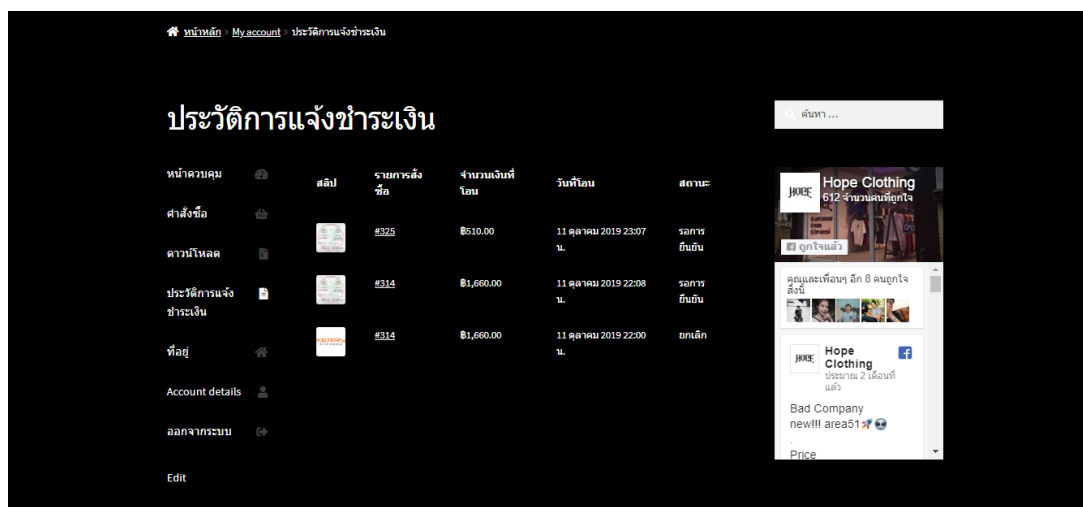 หน้าหลัก › My account › ประวัติการแจ้งชำระเงิน
ประวัติการแจ้งชำระเงิน
ค้นหา ...
หน้าควบคุม
คำสั่งซื้อ
ดาวน์โหลด
ประวัติการแจ้ง
ชำระเงิน
ที่อยู่
Account details
ออกจากระบบ
Edit
สลิป รายการสั่ง จำนวนเงินที่ วันที่โอน สถานะ
ซื้อ โอน
#325 ฿510.00 11 ตุลาคม 2019 23:07 รอการ
น. ยืนยัน
#314 ฿1,660.00 11 ตุลาคม 2019 22:08 รอการ
น. ยืนยัน
KERRY #314 ฿1,660.00 11 ตุลาคม 2019 22:00 ยกเลิก
น.
HOPE Hope Clothing
612 จำนวนคนที่ถูกใจ
OPEN
ถูกใจแล้ว
คุณและเพื่อนๆ อีก 8 คนถูกใจ
สิ่งนี้
HOPE Hope
Clothing
ประมาณ 2 เดือนที่
แล้ว
Bad Company
new!!! area51🚀👽
.
Price